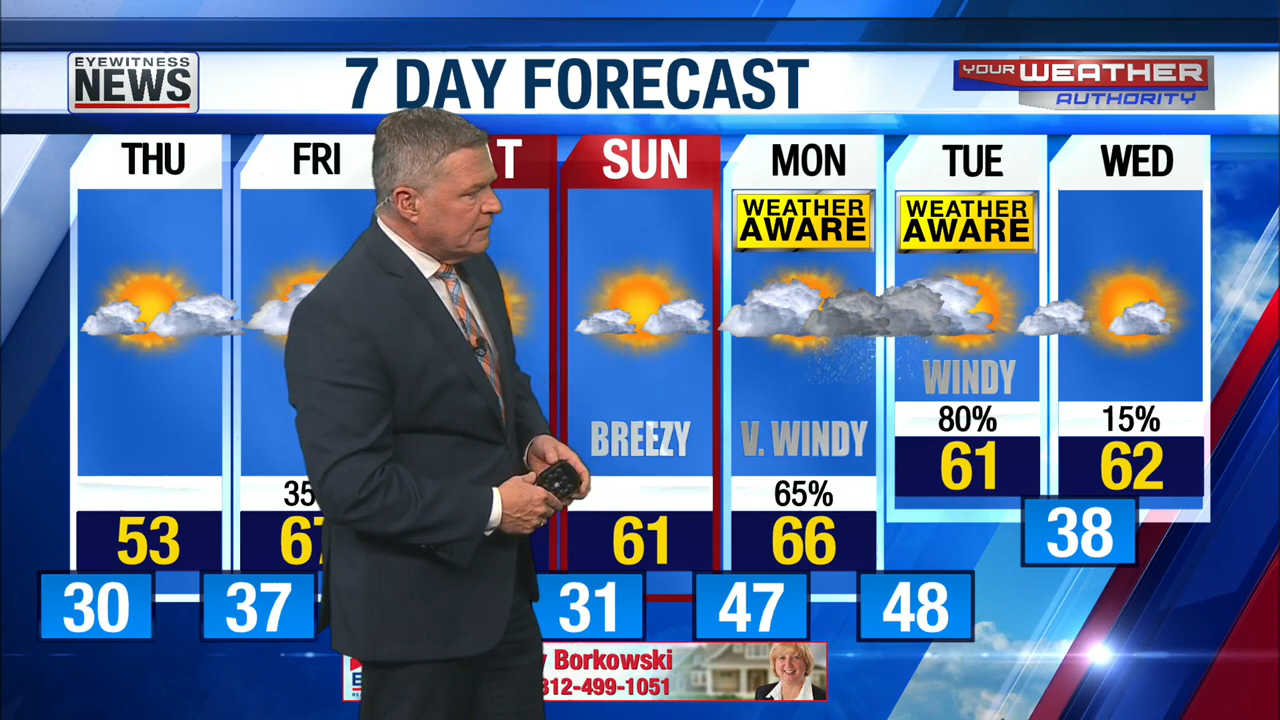 EYEWITNESS
NEWS
7 DAY FORECAST
YOUR WEATHER
AUTHORITY
THU
FRI
T
SUN
MON
TUE
WED
WEATHER
AWARE
WEATHER
AWARE
WINDY
BREEZY
V. WINDY
35
65%
80%
15%
53
67
61
66
61
62
30
37
31
47
48
38
y Borkowski
812-499-1051